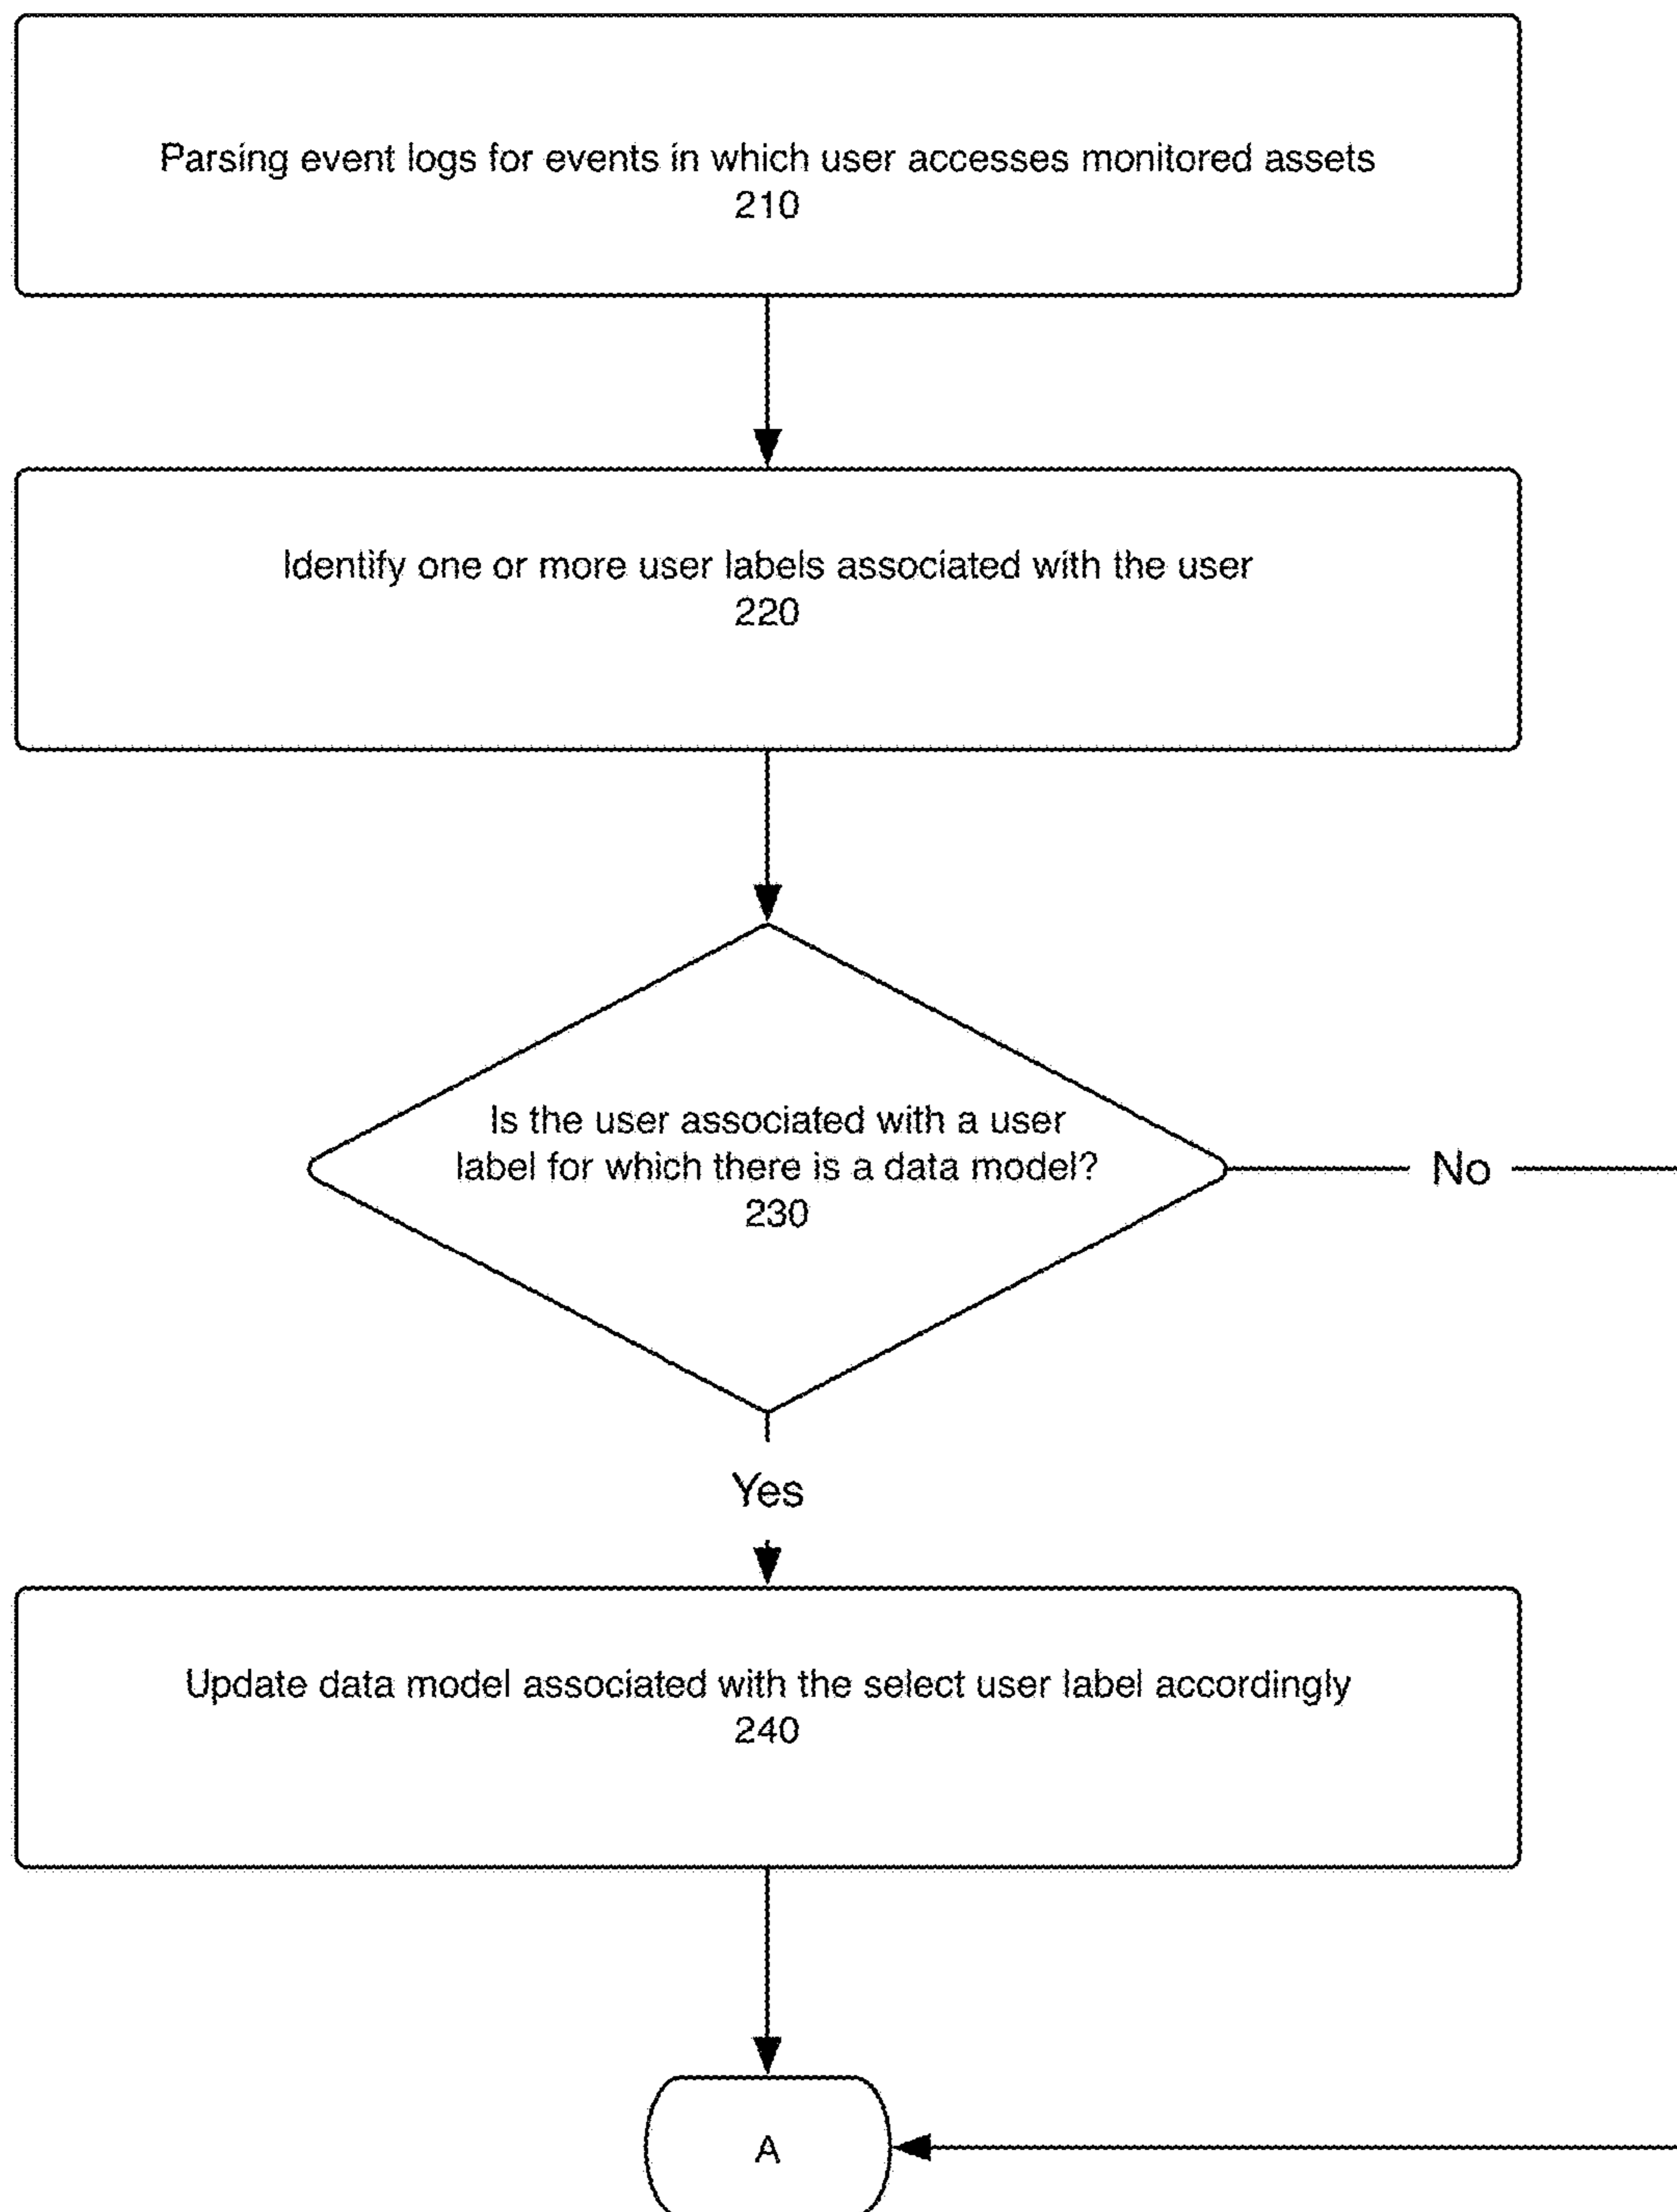 Parsing event logs for events in which user accesses monitored assets
210
Identify one or more user labels associated with the user
220
Is the user associated with a user
label for which there is a data model?
230
No
Yes
Update data model associated with the select user label accordingly
240
A